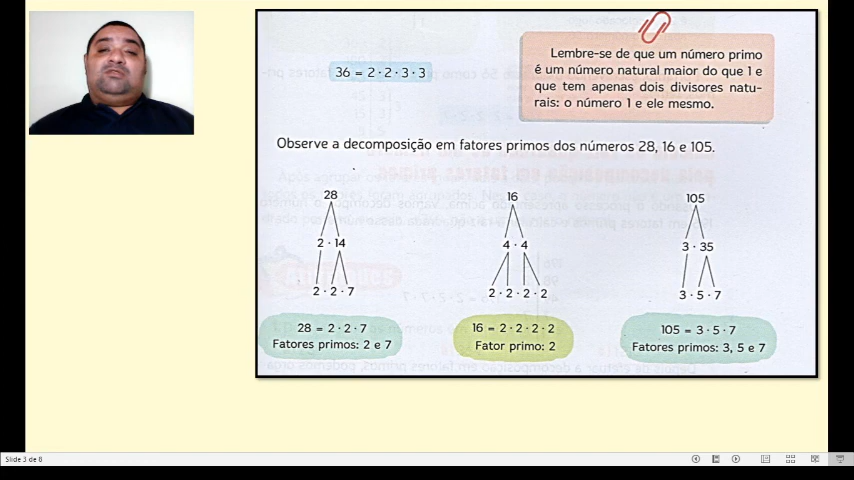 36 = 2 · 2 · 3 · 3
Lembre-se de que um número primo
é um número natural maior do que 1 e
que tem apenas dois divisores natu-
rais: o número 1 e ele mesmo.
Observe a decomposição em fatores primos dos números 28, 16 e 105.
28
2 · 14
2 · 2 · 7
28 = 2 · 2 · 7
Fatores primos: 2 e 7
16
4 · 4
2 · 2 · 2 · 2
16 = 2 · 2 · 2 · 2
Fator primo: 2
105
3 · 35
3 · 5 · 7
105 = 3 · 5 · 7
Fatores primos: 3, 5 e 7
Slide 3 de 8